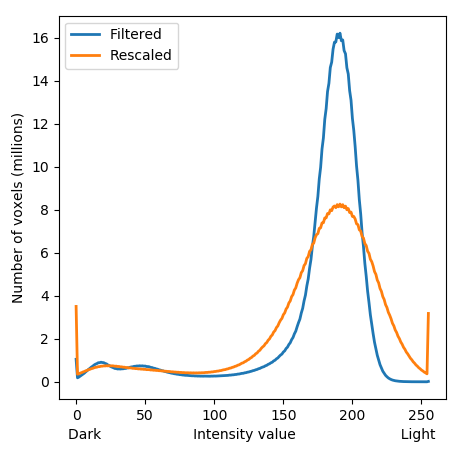 Filtered
Rescaled
Number of voxels (millions)
16
14
12
10
8
6
4
2
0
0 50 100 150 200 250
Dark Intensity value Light